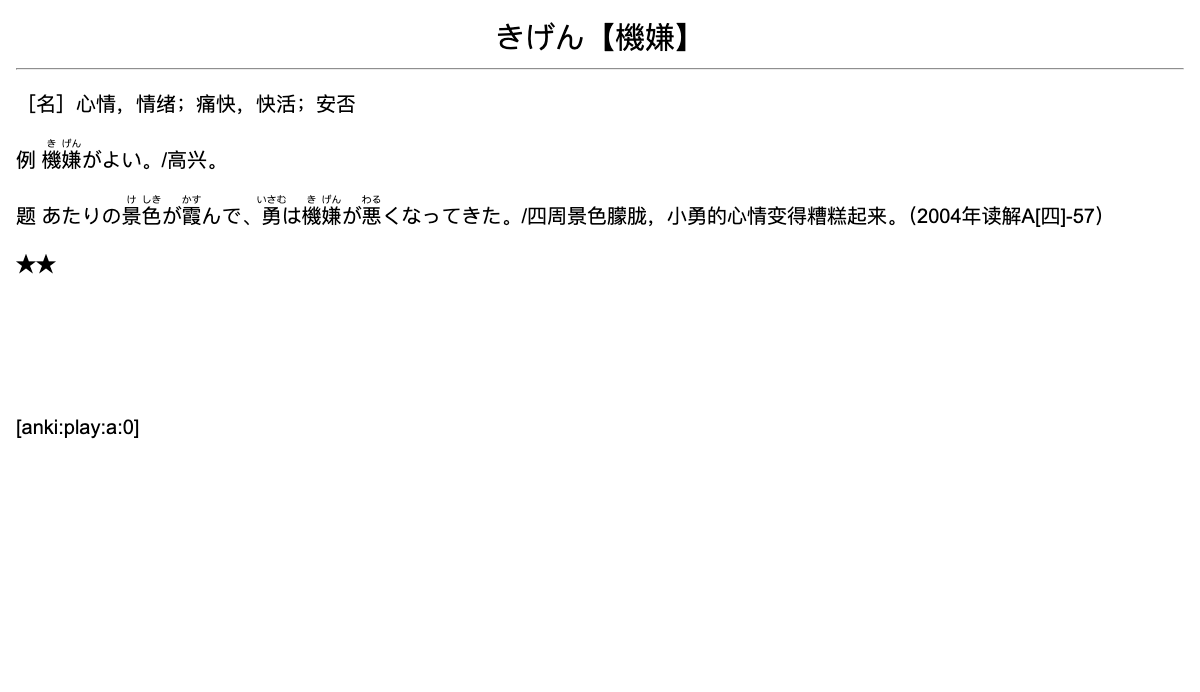 きげん【機嫌】
［名］心情，情绪；痛快，快活；安否
き げん
例 機嫌がよい。/高兴。
け しき かす いさむ き げん わる
题 あたりの景色が霞んで、勇は機嫌が悪くなってきた。/四周景色朦胧，小勇的心情变得糟糕起来。（2004年读解A[四]-57）
★★
[anki:play:a:0]